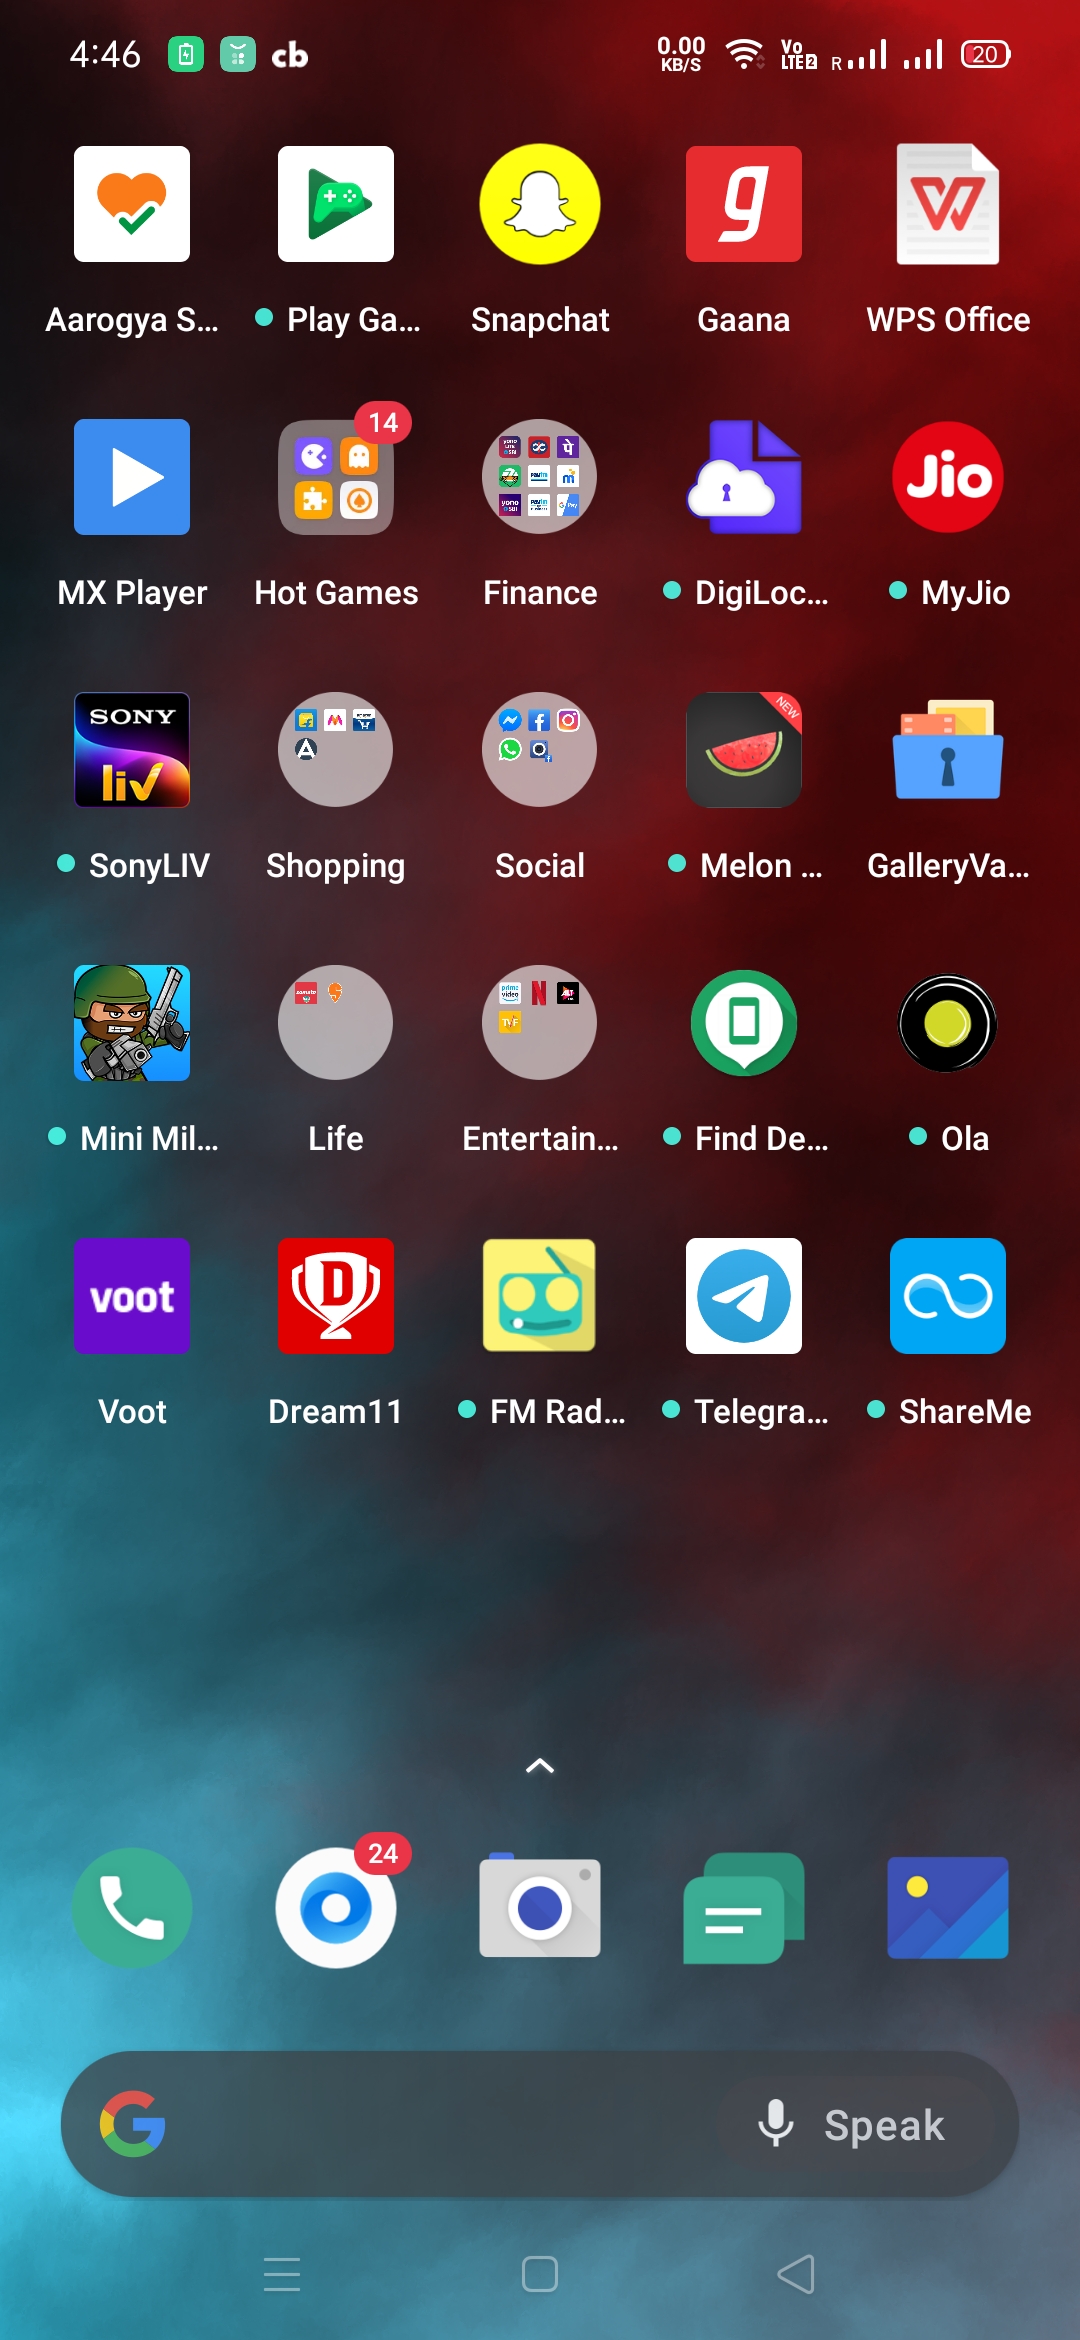 4:46 cb 0.00 KB/S Vo LTE2 R 20
Aarogya S... Play Ga... Snapchat Gaana WPS Office
14
Jio
MX Player Hot Games Finance DigiLoc... MyJio
SONY liv NEW
SonyLIV Shopping Social Melon ... GalleryVa...
prime video
Mini Mil... Life Entertain... Find De... Ola
voot D
Voot Dream11 FM Rad... Telegra... ShareMe
24
G Speak